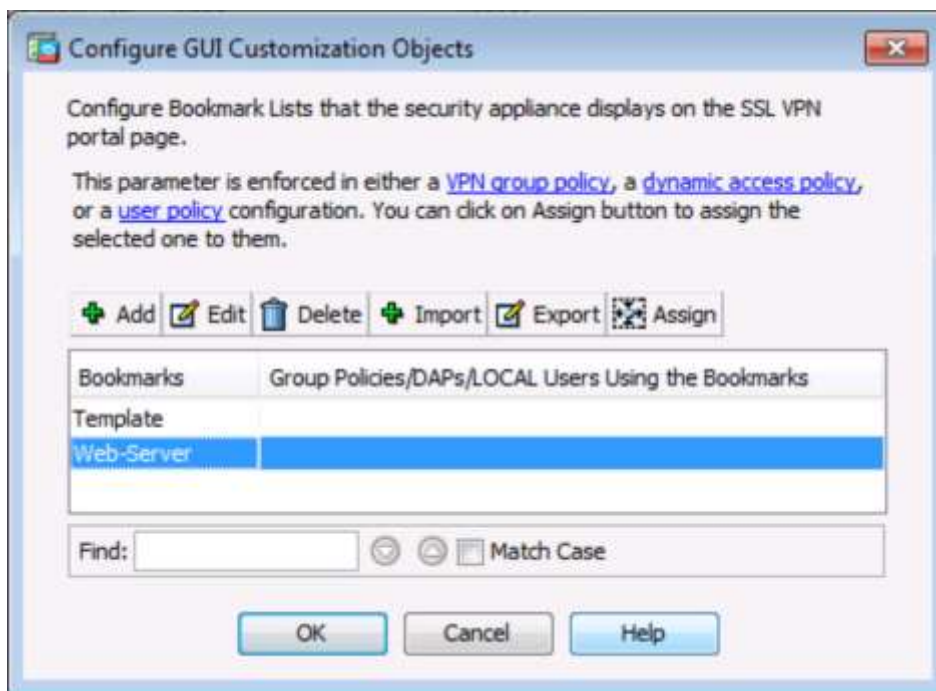 Configure GUI Customization Objects
Configure Bookmark Lists that the security appliance displays on the SSL VPN
portal page.
This parameter is enforced in either a VPN group policy, a dynamic access policy,
or a user policy configuration. You can click on Assign button to assign the
selected one to them.
Add Edit Delete Import Export Assign
Bookmarks Group Policies/DAPs/LOCAL Users Using the Bookmarks
Template
Web-Server
Find: Match Case
OK Cancel Help